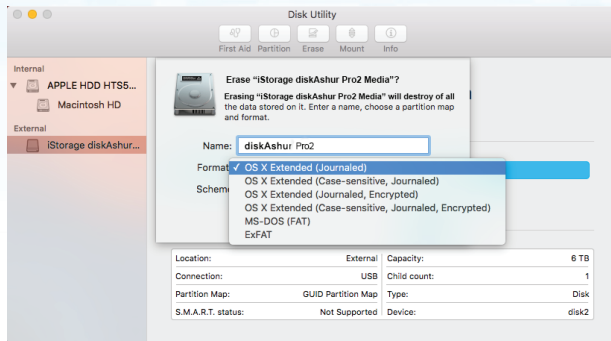 Disk Utility
First Aid Partition Erase Mount Info
Internal
APPLE HDD HTS5...
Macintosh HD
External
iStorage diskAshur...
Erase “iStorage diskAshur Pro2 Media”?
Erasing “iStorage diskAshur Pro2 Media” will destroy all of
the data stored on it. Enter a name, choose a partition map
and format.
Name: diskAshur Pro2
Format
✓ OS X Extended (Journaled)
OS X Extended (Case-sensitive, Journaled)
Schem
OS X Extended (Journaled, Encrypted)
OS X Extended (Case-sensitive, Journaled, Encrypted)
MS-DOS (FAT)
ExFAT
Location: External Capacity: 6 TB
Connection: USB Child count: 1
Partition Map: GUID Partition Map Type: Disk
S.M.A.R.T. status: Not Supported Device: disk2